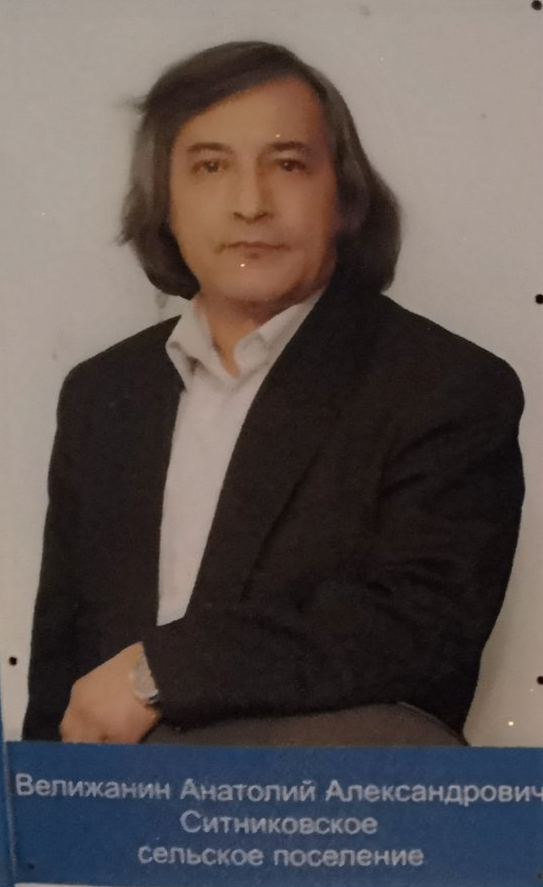 Велижанин Анатолий Александрович
Ситниковское
сельское поселение